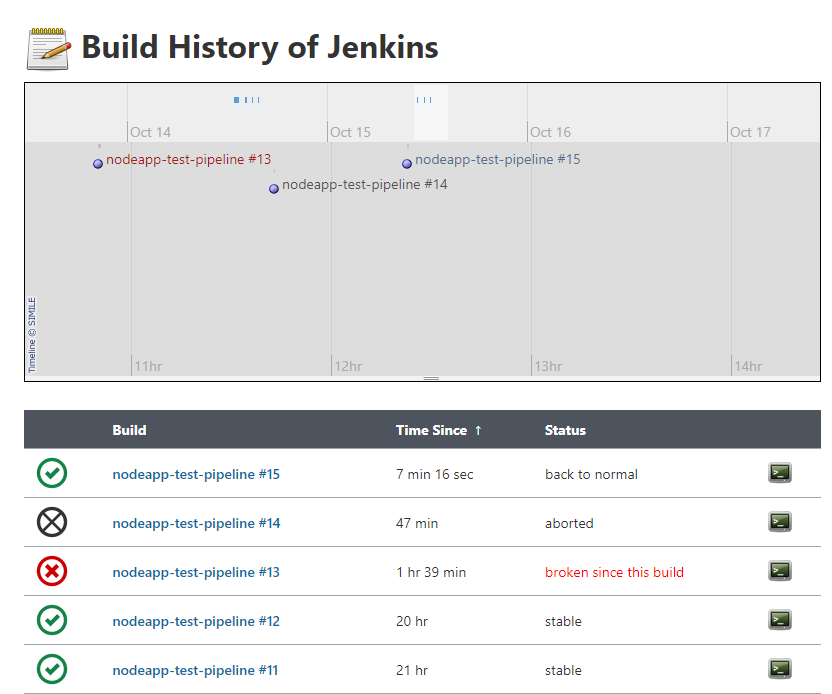 Build History of Jenkins
Oct 14 Oct 15 Oct 16 Oct 17
nodeapp-test-pipeline #13 nodeapp-test-pipeline #15
nodeapp-test-pipeline #14
Timeline © SIMILE
11hr 12hr 13hr 14hr
Build Time Since ↑ Status
nodeapp-test-pipeline #15 7 min 16 sec back to normal
nodeapp-test-pipeline #14 47 min aborted
nodeapp-test-pipeline #13 1 hr 39 min broken since this build
nodeapp-test-pipeline #12 20 hr stable
nodeapp-test-pipeline #11 21 hr stable